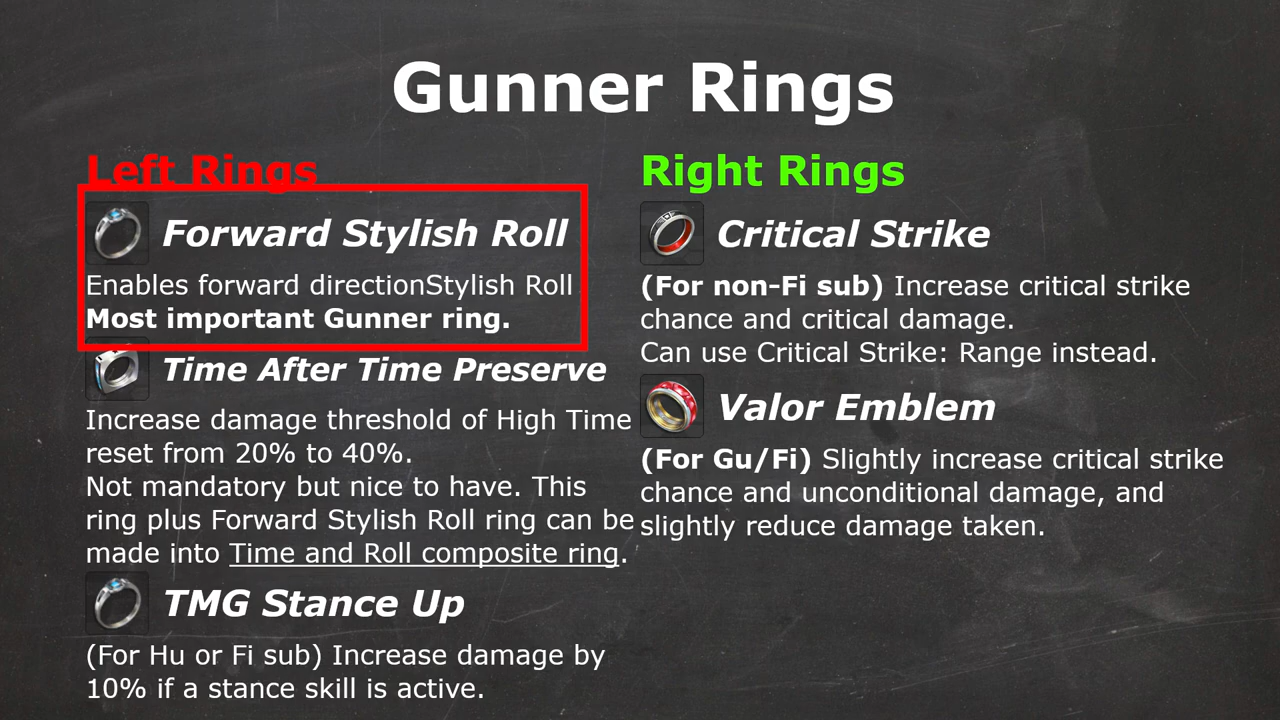 Gunner Rings
Left Rings
Forward Stylish Roll
Enables forward directionStylish Roll
Most important Gunner ring.
Time After Time Preserve
Increase damage threshold of High Time
reset from 20% to 40%.
Not mandatory but nice to have. This
ring plus Forward Stylish Roll ring can be
made into Time and Roll composite ring.
TMG Stance Up
(For Hu or Fi sub) Increase damage by
10% if a stance skill is active.
Right Rings
Critical Strike
(For non-Fi sub) Increase critical strike
chance and critical damage.
Can use Critical Strike: Range instead.
Valor Emblem
(For Gu/Fi) Slightly increase critical strike
chance and unconditional damage, and
slightly reduce damage taken.